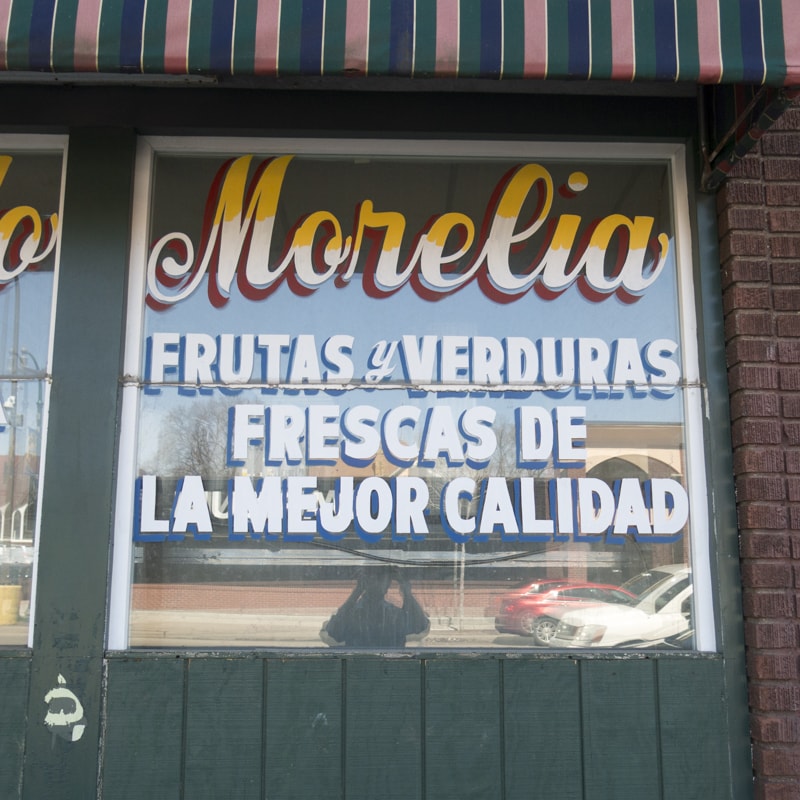 Morelia
FRUTAS y VERDURAS
FRESCAS DE
LA MEJOR CALIDAD